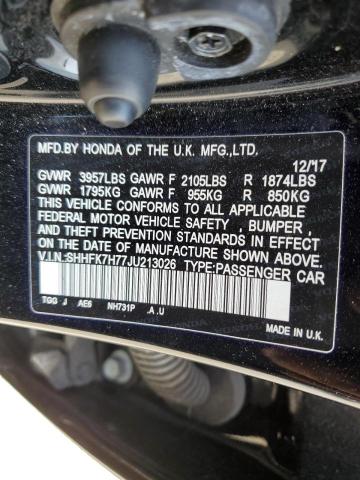 MFD.BY HONDA OF THE U.K. MFG.,LTD.
12/'17
GVWR 3957LBS GAWR F 2105LBS R 1874LBS
GVWR 1795KG GAWR F 955KG R 850KG
THIS VEHICLE CONFORMS TO ALL APPLICABLE
FEDERAL MOTOR VEHICLE SAFETY , BUMPER ,
AND THEFT PREVENTION STANDARDS IN EFFECT
ON THE DATE OF MANUFACTURE SHOWN ABOVE.
V.I.N.:SHHFK7H77JU213026 TYPE:PASSENGER CAR
TGG J AE6 NH731P .A .U
MADE IN U.K.